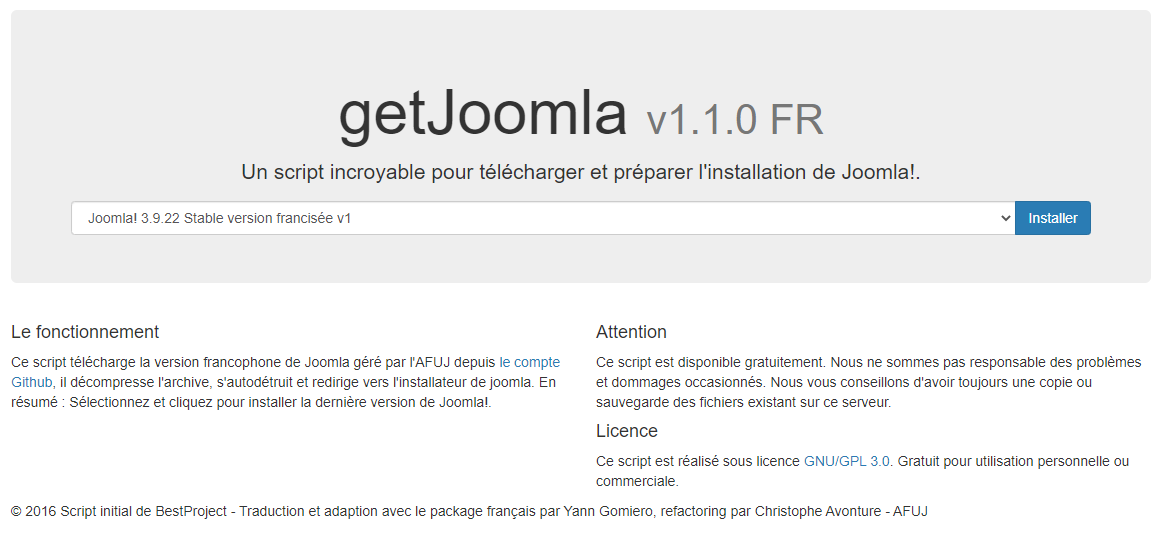 getJoomla v1.1.0 FR
Un script incroyable pour télécharger et préparer l'installation de Joomla!.
Joomla! 3.9.22 Stable version francisée v1
Installer
Le fonctionnement
Ce script télécharge la version francophone de Joomla géré par l'AFUJ depuis le compte
Github, il décompresse l'archive, s'autodétruit et redirige vers l'installateur de joomla. En
résumé : Sélectionnez et cliquez pour installer la dernière version de Joomla!.
Attention
Ce script est disponible gratuitement. Nous ne sommes pas responsable des problèmes
et dommages occasionnés. Nous vous conseillons d'avoir toujours une copie ou
sauvegarde des fichiers existant sur ce serveur.
Licence
Ce script est réalisé sous licence GNU/GPL 3.0. Gratuit pour utilisation personnelle ou
commerciale.
© 2016 Script initial de BestProject - Traduction et adaption avec le package français par Yann Gomiero, refactoring par Christophe Avonture - AFUJ